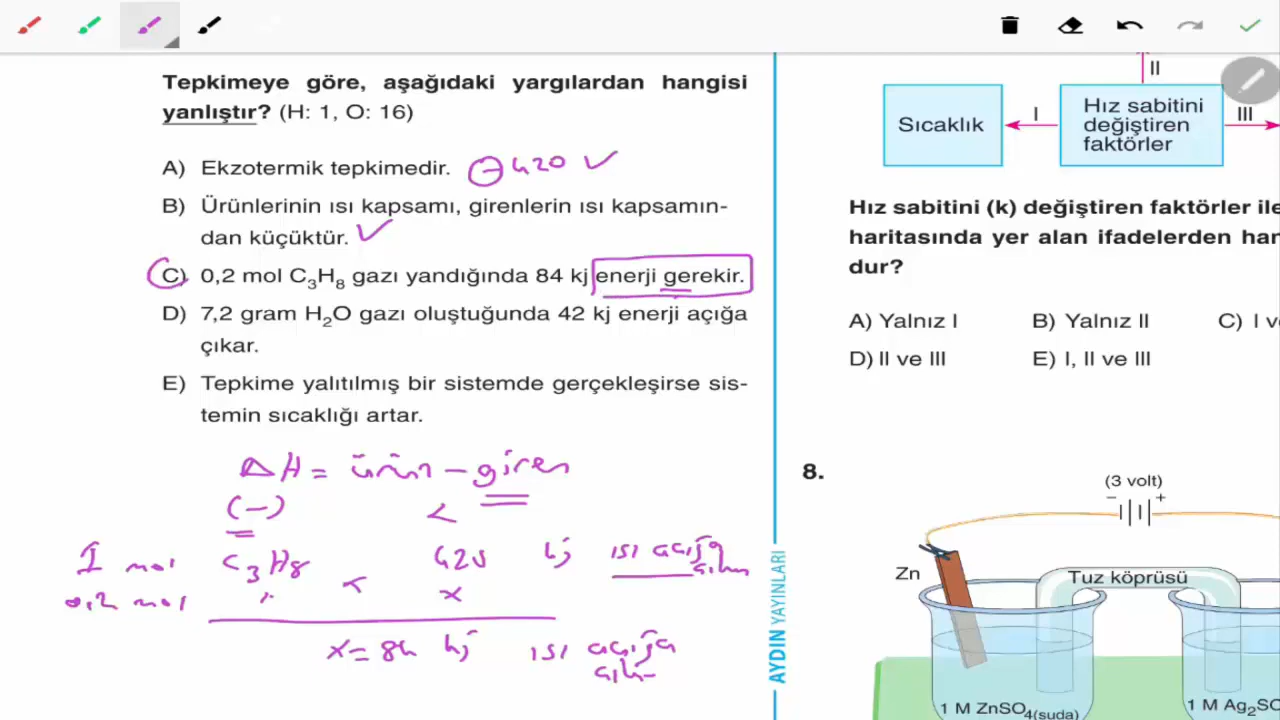 Tepkimeye göre, aşağıdaki yargılardan hangisi
yanlıştır? (H: 1, O: 16)
A) Ekzotermik tepkimedir. -420 ✓
B) Ürünlerinin ısı kapsamı, girenlerin ısı kapsamın-
dan küçüktür. ✓
C) 0,2 mol C₃H₈ gazı yandığında 84 kj enerji gerekir.
D) 7,2 gram H₂O gazı oluştuğunda 42 kj enerji açığa
çıkar.
E) Tepkime yalıtılmış bir sistemde gerçekleşirse sis-
temin sıcaklığı artar.
ΔH = ürün - giren
(-) <
1 mol C₃H₈ 420 kj ısı açığa
çıkar
0,2 mol x
x = 84 kj ısı açığa
AYDIN YAYINLARI
II
Sıcaklık
I
Hız sabitini
değiştiren
faktörler
III
Hız sabitini (k) değiştiren faktörler ile
haritasında yer alan ifadelerden han
dur?
A) Yalnız I B) Yalnız II C) I v
D) II ve III E) I, II ve III
8.
(3 volt)
- +
Zn
Tuz köprüsü
1 M ZnSO₄(suda)
1 M Ag₂SO